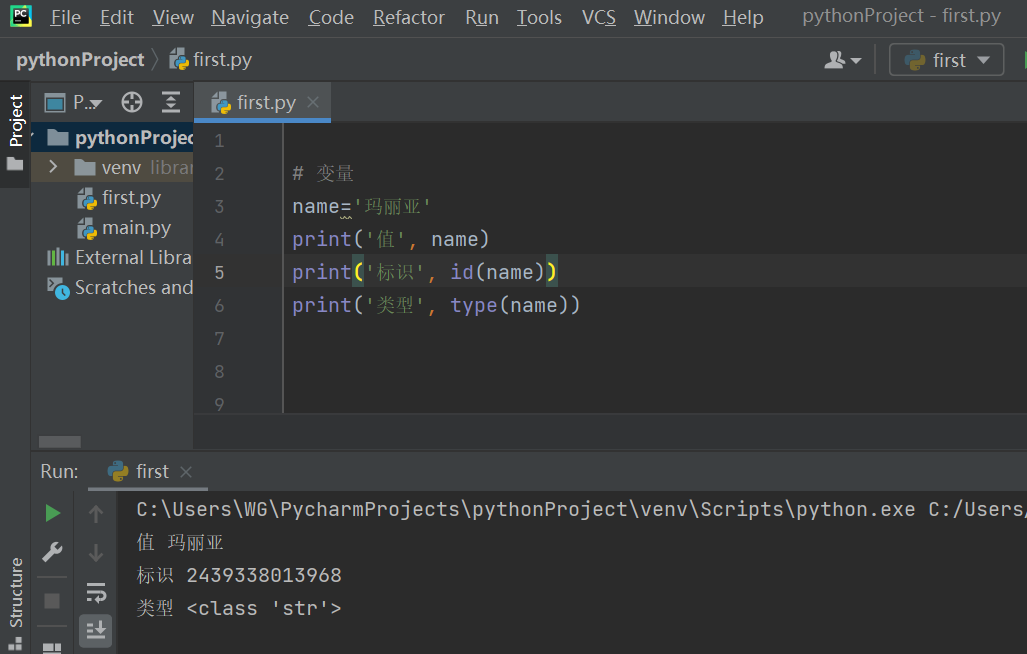 PC File Edit View Navigate Code Refactor Run Tools VCS Window Help pythonProject - first.py
pythonProject first.py first
Project P.. first.py
pythonProjec
venv librar
first.py
main.py
External Libra
Scratches and
1
2 # 变量
3 name='玛丽亚'
4 print('值', name)
5 print('标识', id(name))
6 print('类型', type(name))
7
8
9
Run: first
C:\Users\WG\PycharmProjects\pythonProject\venv\Scripts\python.exe C:/Users/
值 玛丽亚
标识 2439338013968
类型 <class 'str'>
Structure